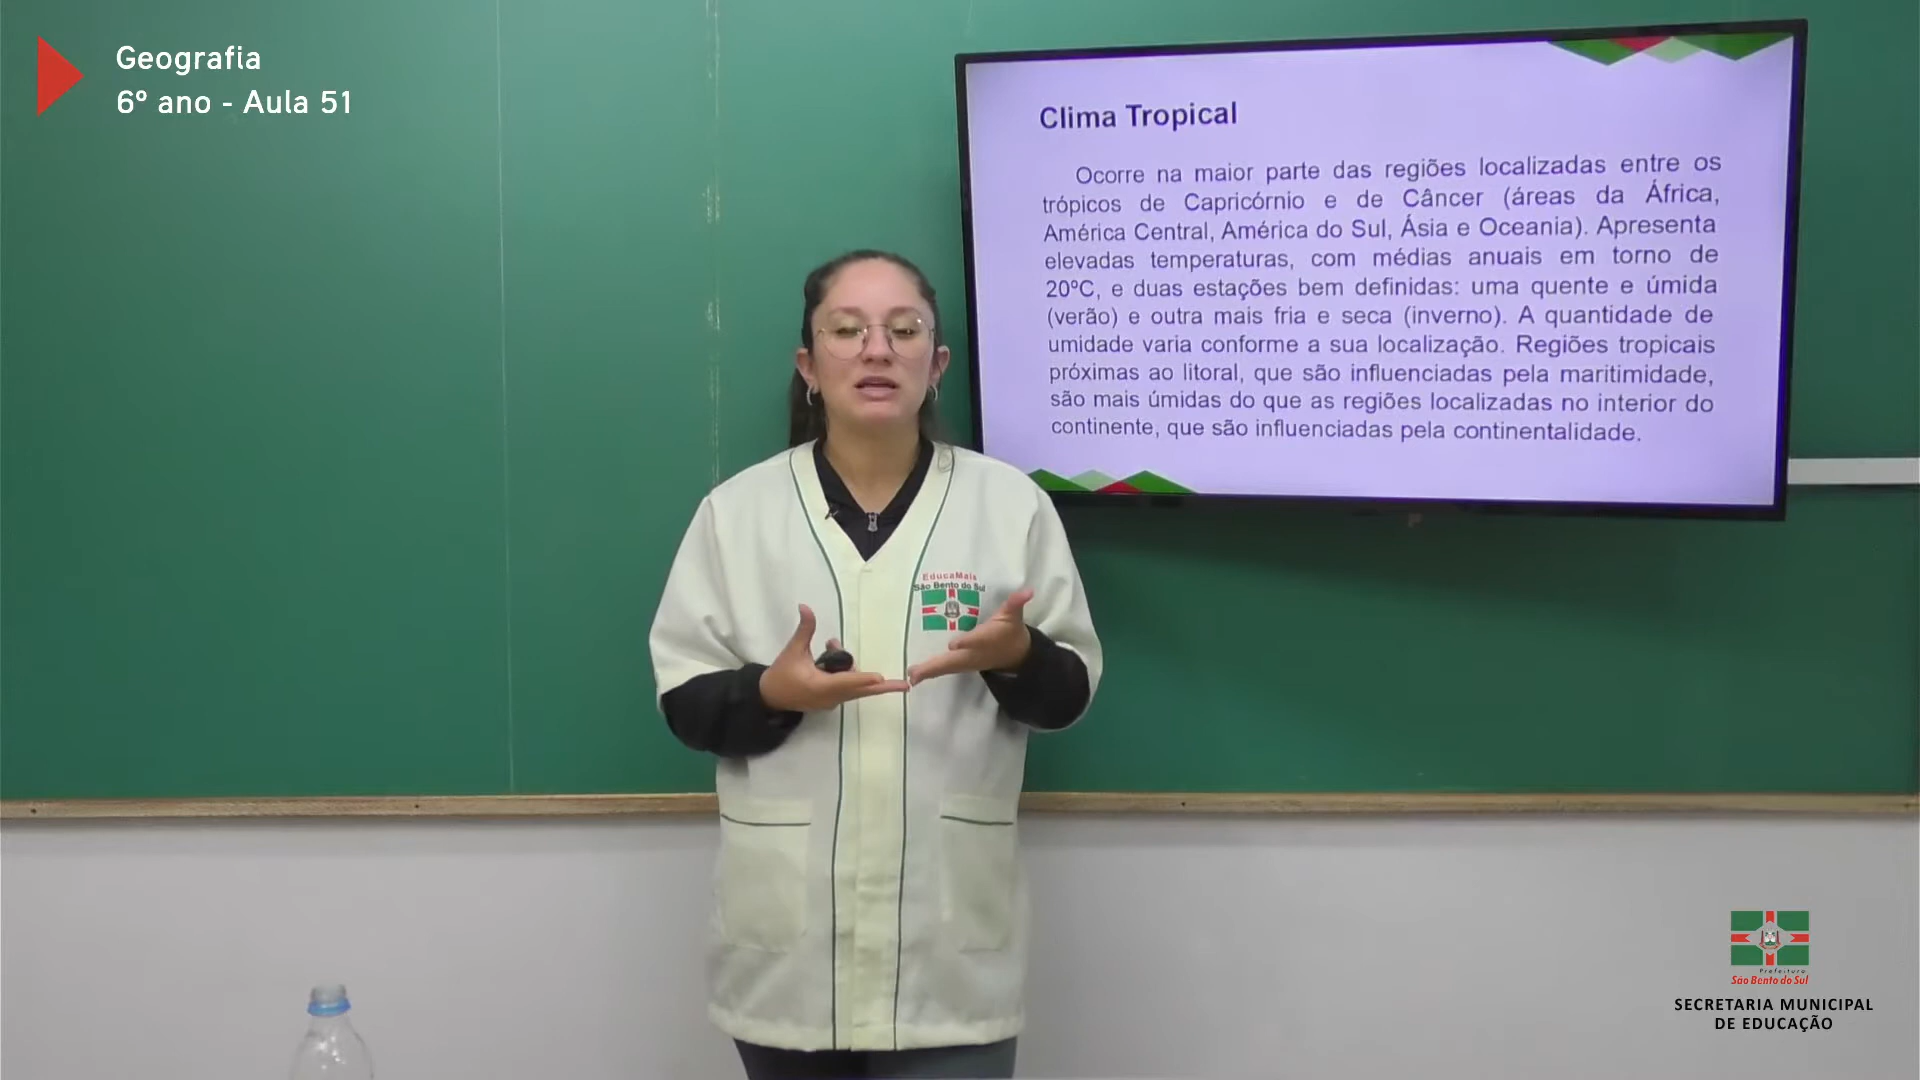 Geografia
6º ano - Aula 51
Clima Tropical
Ocorre na maior parte das regiões localizadas entre os
trópicos de Capricórnio e de Câncer (áreas da África,
América Central, América do Sul, Ásia e Oceania). Apresenta
elevadas temperaturas, com médias anuais em torno de
20ºC, e duas estações bem definidas: uma quente e úmida
(verão) e outra mais fria e seca (inverno). A quantidade de
umidade varia conforme a sua localização. Regiões tropicais
próximas ao litoral, que são influenciadas pela maritimidade,
são mais úmidas do que as regiões localizadas no interior do
continente, que são influenciadas pela continentalidade.
EducaMais
São Bento do Sul
Prefeitura
São Bento do Sul
SECRETARIA MUNICIPAL
DE EDUCAÇÃO